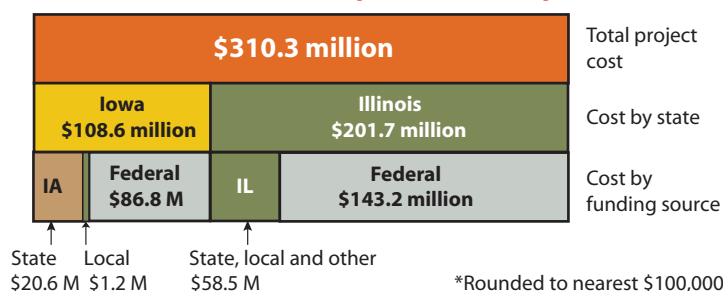 $310.3 million
Total project
cost
Iowa
$108.6 million
Illinois
$201.7 million
Cost by state
IA
Federal
$86.8 M
IL
Federal
$143.2 million
Cost by
funding source
State
$20.6 M
Local
$1.2 M
State, local and other
$58.5 M
*Rounded to nearest $100,000